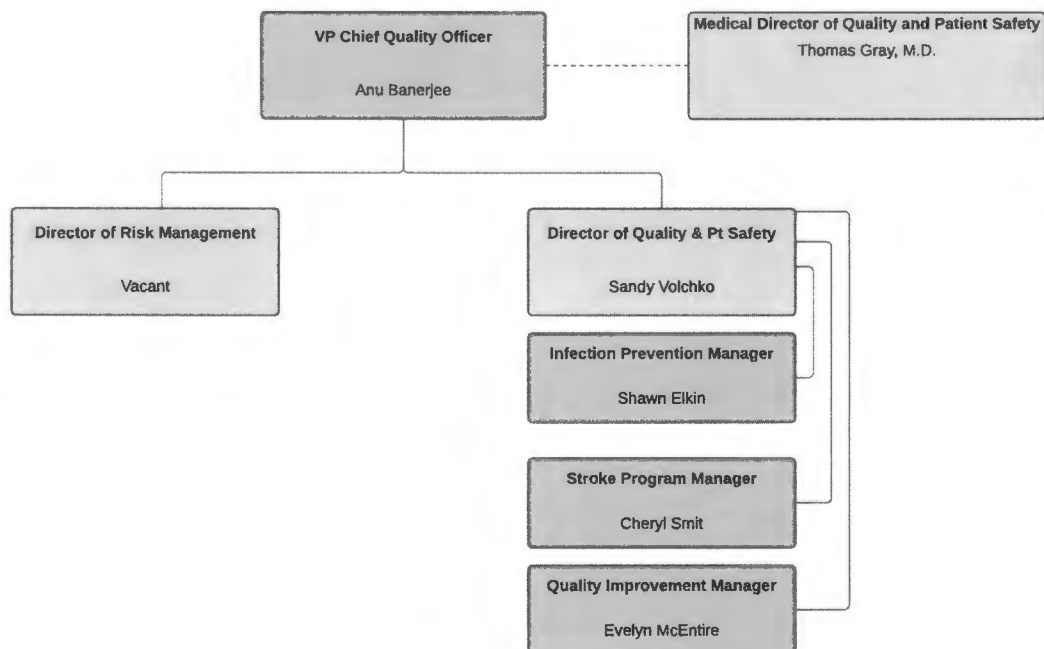 VP Chief Quality Officer
Anu Banerjee
Medical Director of Quality and Patient Safety
Thomas Gray, M.D.
Director of Risk Management
Vacant
Director of Quality & Pt Safety
Sandy Volchko
Infection Prevention Manager
Shawn Elkin
Stroke Program Manager
Cheryl Smit
Quality Improvement Manager
Evelyn McEntire